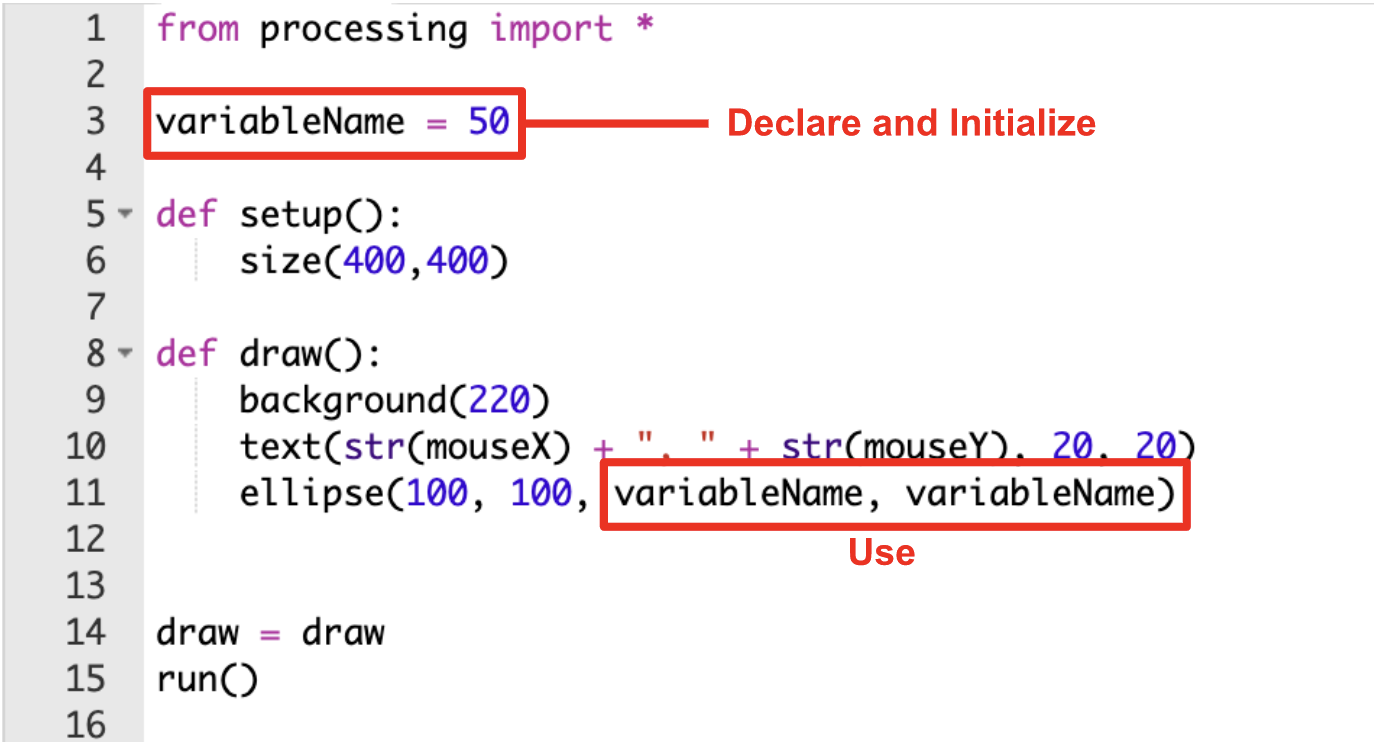 1 from processing import *
2
3 variableName = 50 Declare and Initialize
4
5 def setup():
6 size(400,400)
7
8 def draw():
9 background(220)
10 text(str(mouseX) + ", " + str(mouseY), 20, 20)
11 ellipse(100, 100, variableName, variableName)
12 Use
13
14 draw = draw
15 run()
16